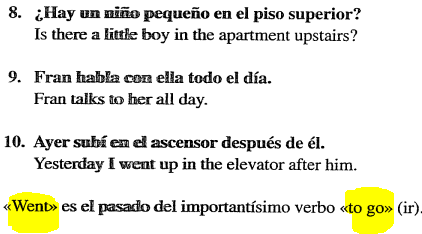 8. ¿Hay un niño pequeño en el piso superior?
Is there a little boy in the apartment upstairs?
9. Fran habla con ella todo el día.
Fran talks to her all day.
10. Ayer subí en el ascensor después de él.
Yesterday I went up in the elevator after him.
«Went» es el pasado del importantísimo verbo «to go» (ir).